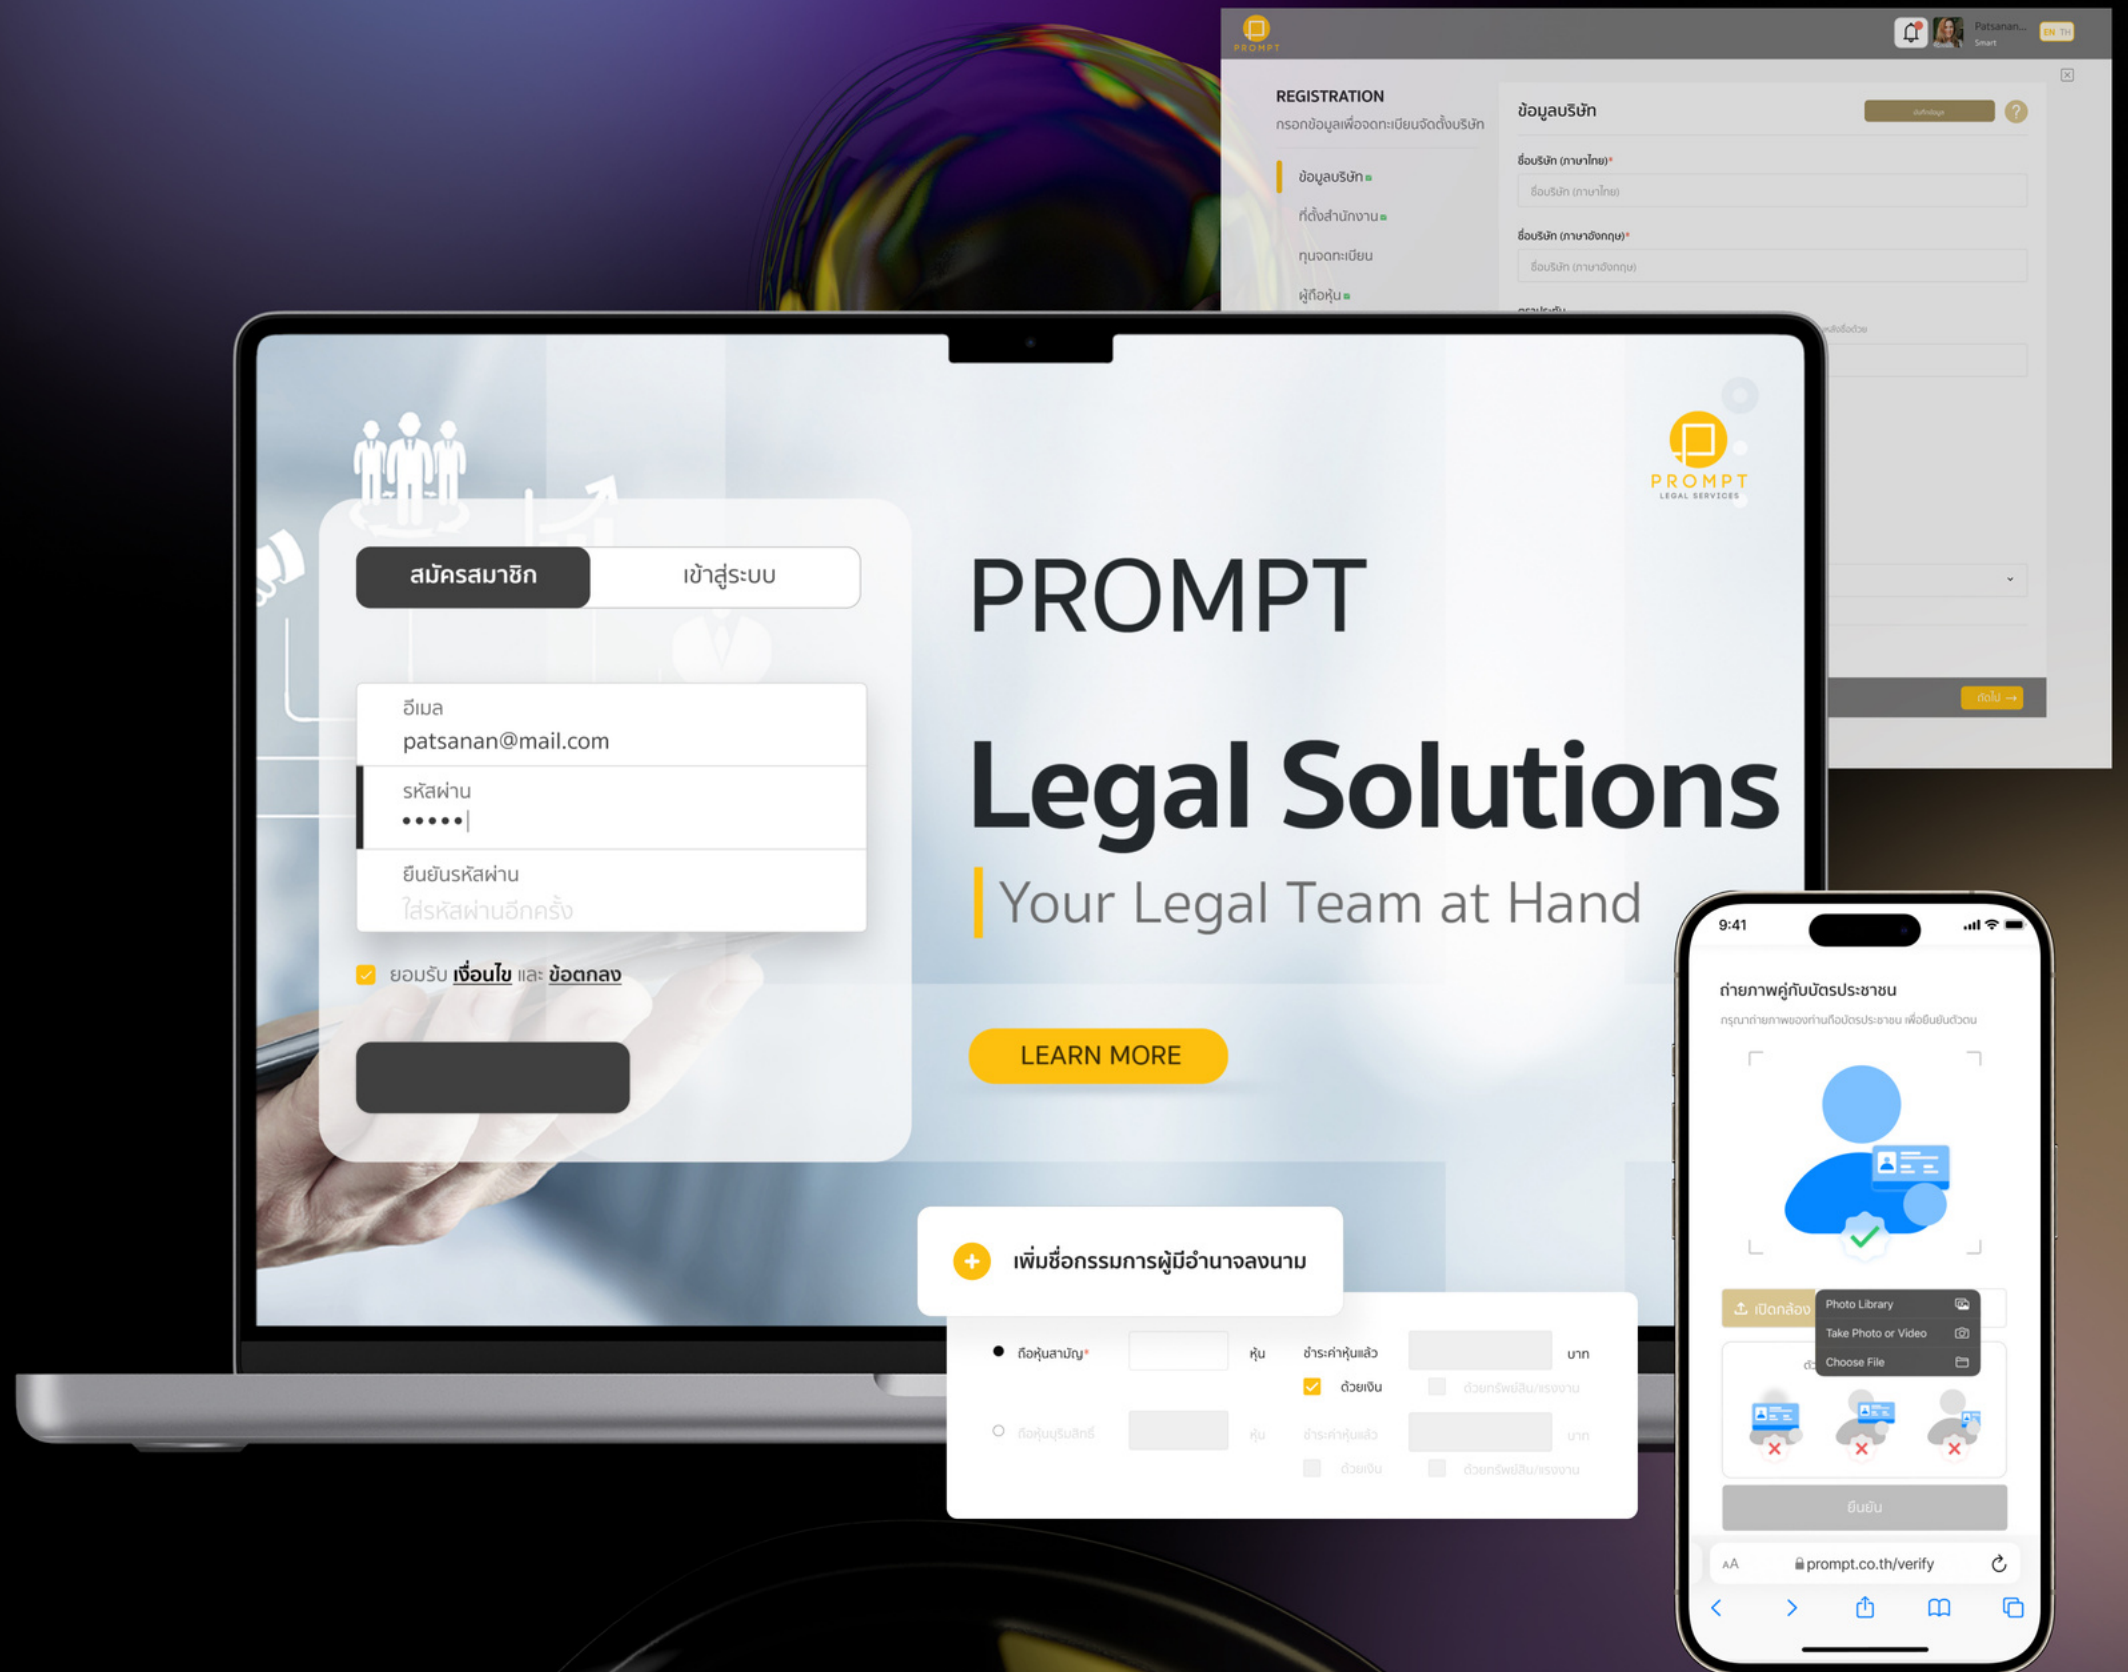 PROMPT
Patsanan...
Smart
EN TH
REGISTRATION
กรอกข้อมูลเพื่อจดทะเบียนจัดตั้งบริษัท
ข้อมูลบริษัท
ที่ตั้งสำนักงาน
ทุนจดทะเบียน
ผู้ถือหุ้น
ข้อมูลบริษัท
บันทึกข้อมูล
?
ชื่อบริษัท (ภาษาไทย)*
ชื่อบริษัท (ภาษาไทย)
ชื่อบริษัท (ภาษาอังกฤษ)*
ชื่อบริษัท (ภาษาอังกฤษ)
ตราประทับ
ถัดไป →
PROMPT
LEGAL SERVICES
สมัครสมาชิก
เข้าสู่ระบบ
อีเมล
patsanan@mail.com
รหัสผ่าน
•••••
ยืนยันรหัสผ่าน
ใส่รหัสผ่านอีกครั้ง
ยอมรับ เงื่อนไข และ ข้อตกลง
PROMPT
Legal Solutions
Your Legal Team at Hand
LEARN MORE
เพิ่มชื่อกรรมการผู้มีอำนาจลงนาม
ถือหุ้นสามัญ* หุ้น ชำระค่าหุ้นแล้ว บาท
ด้วยเงิน ด้วยทรัพย์สิน/แรงงาน
ถือหุ้นบุริมสิทธิ์ หุ้น ชำระค่าหุ้นแล้ว บาท
ด้วยเงิน ด้วยทรัพย์สิน/แรงงาน
9:41
ถ่ายภาพคู่กับบัตรประชาชน
กรุณาถ่ายภาพของท่านถือบัตรประชาชน เพื่อยืนยันตัวตน
เปิดกล้อง
Photo Library
Take Photo or Video
Choose File
ยืนยัน
AA prompt.co.th/verify